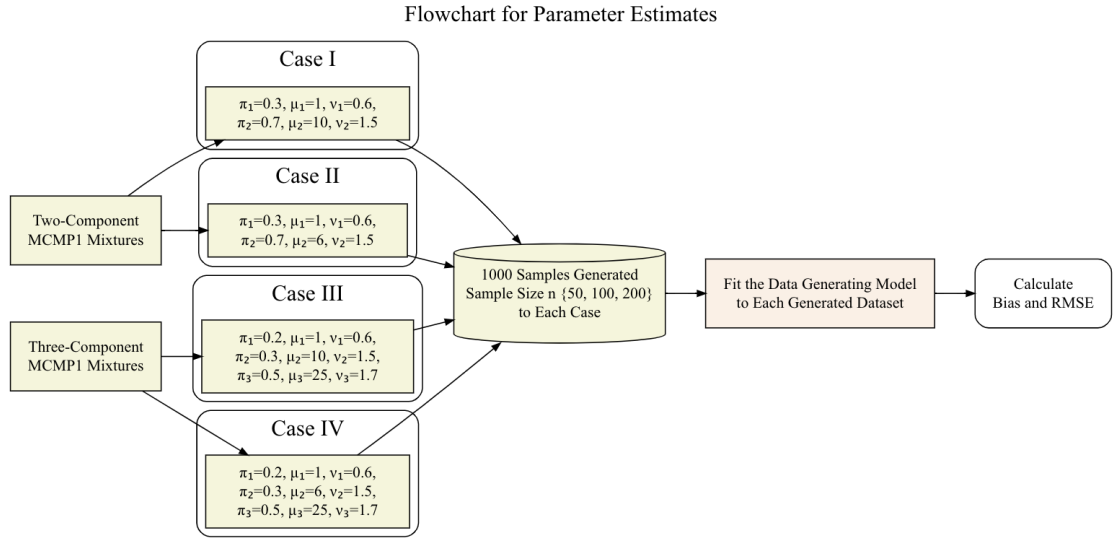 Flowchart for Parameter Estimates
Case I
π₁=0.3, μ₁=1, ν₁=0.6,
π₂=0.7, μ₂=10, ν₂=1.5
Case II
π₁=0.3, μ₁=1, ν₁=0.6,
π₂=0.7, μ₂=6, ν₂=1.5
Two-Component
MCMP1 Mixtures
Case III
π₁=0.2, μ₁=1, ν₁=0.6,
π₂=0.3, μ₂=10, ν₂=1.5,
π₃=0.5, μ₃=25, ν₃=1.7
Three-Component
MCMP1 Mixtures
Case IV
π₁=0.2, μ₁=1, ν₁=0.6,
π₂=0.3, μ₂=6, ν₂=1.5,
π₃=0.5, μ₃=25, ν₃=1.7
1000 Samples Generated
Sample Size n {50, 100, 200}
to Each Case
Fit the Data Generating Model
to Each Generated Dataset
Calculate
Bias and RMSE